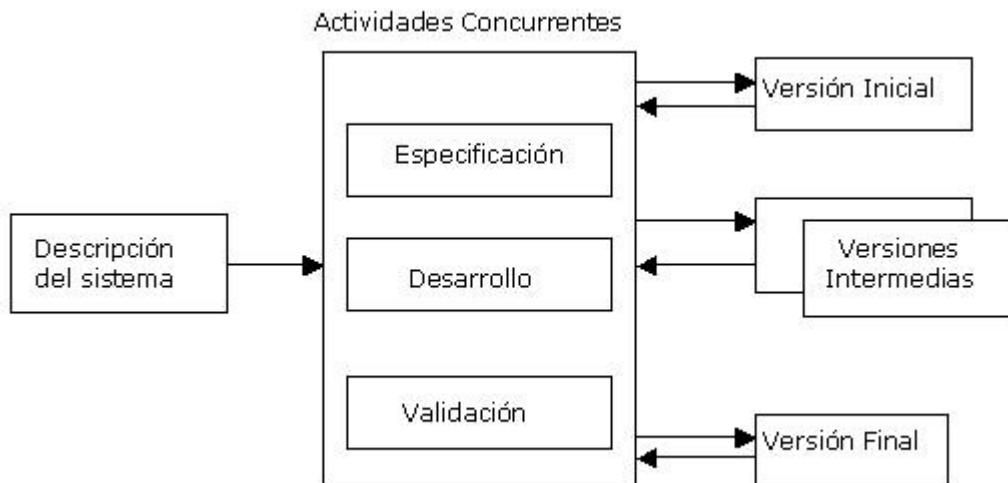 Actividades Concurrentes
Versión Inicial
Especificación
Descripción
del sistema
Desarrollo
Versiones
Intermedias
Validación
Versión Final